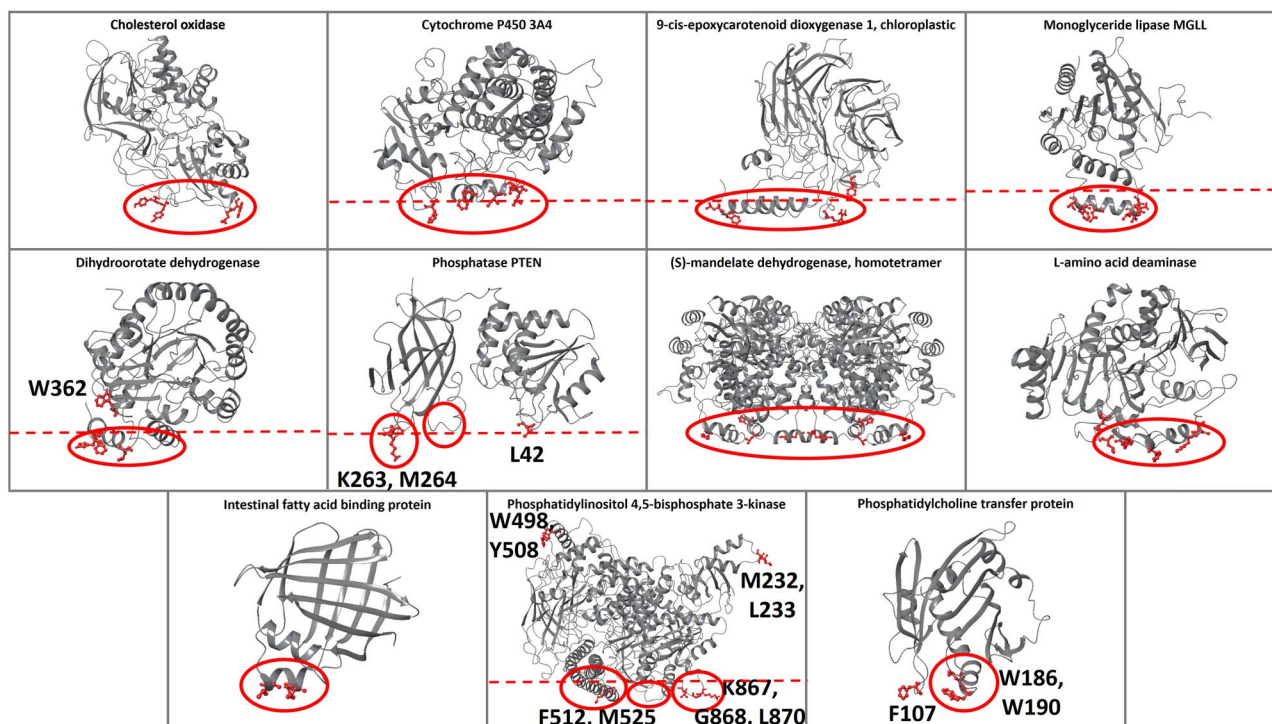 Cholesterol oxidase
Cytochrome P450 3A4
9-cis-epoxycarotenoid dioxygenase 1, chloroplastic
Monoglyceride lipase MGLL
Dihydroorotate dehydrogenase
W362
Phosphatase PTEN
K263, M264
L42
(S)-mandelate dehydrogenase, homotetramer
L-amino acid deaminase
Intestinal fatty acid binding protein
Phosphatidylinositol 4,5-bisphosphate 3-kinase
W498,
Y508
M232,
L233
F512, M525
K867,
G868, L870
Phosphatidylcholine transfer protein
F107
W186,
W190